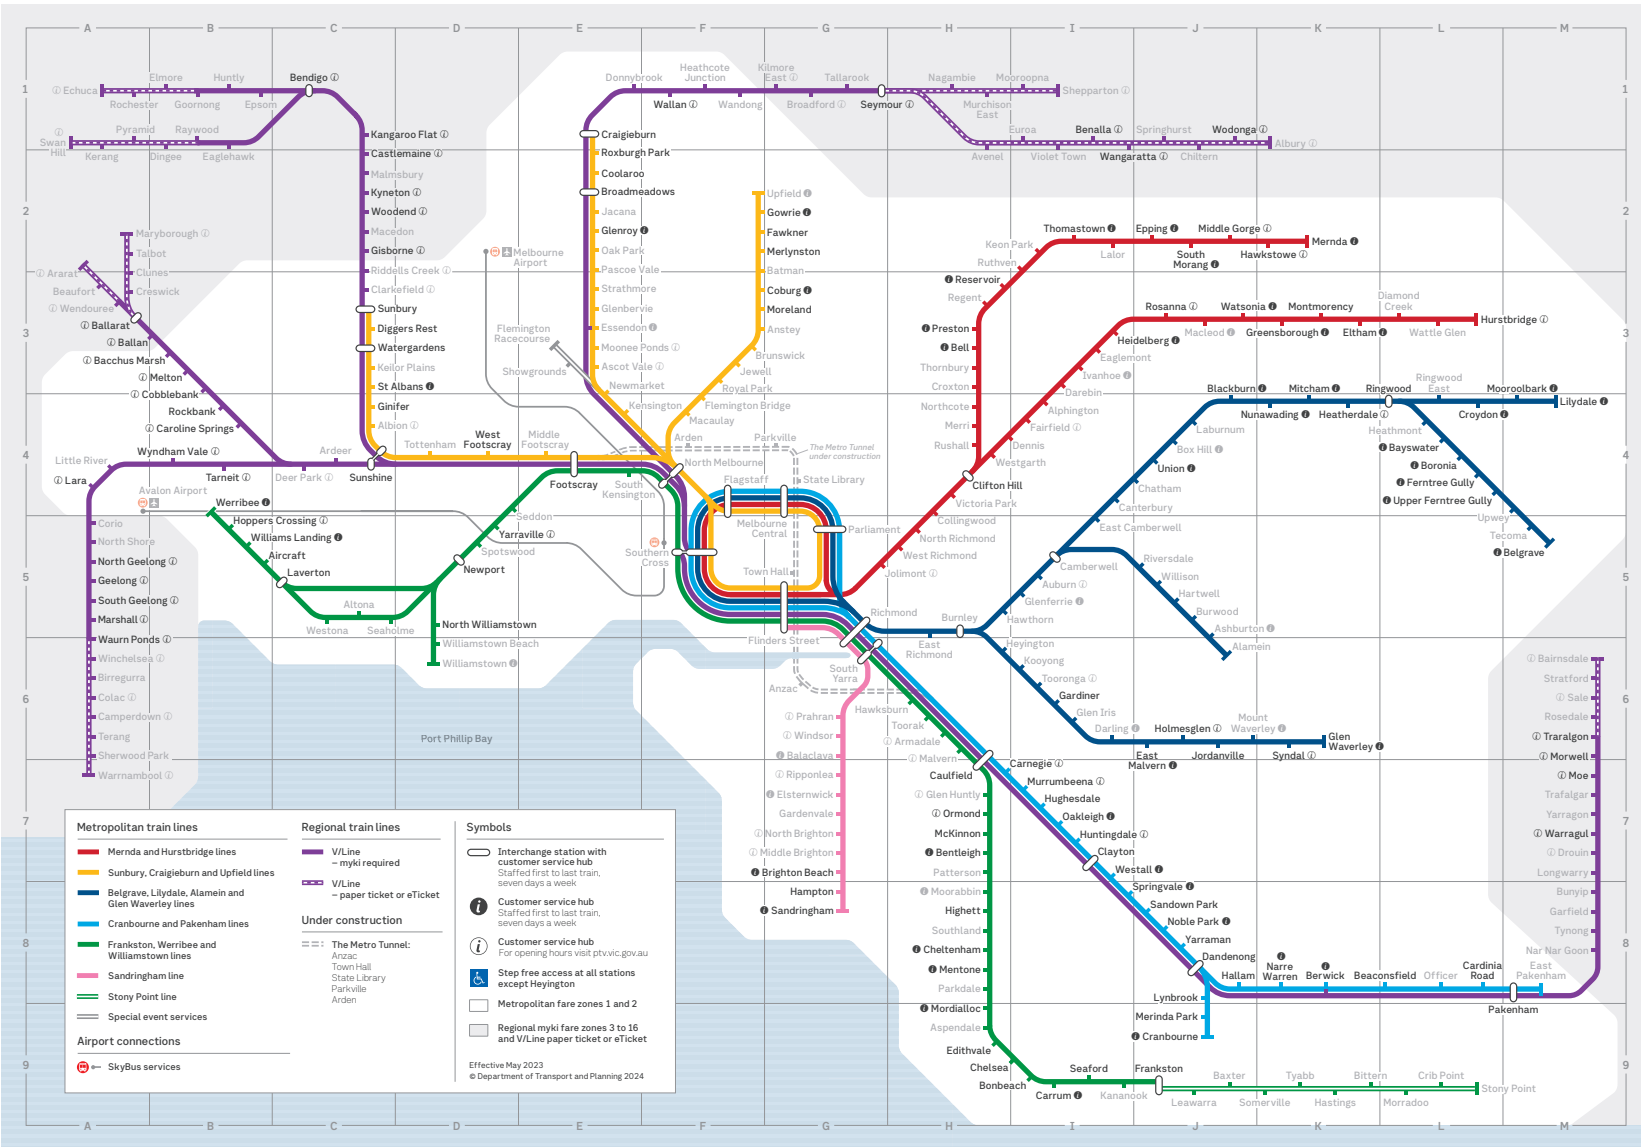 A B C D E F G H I J K L M
1
Echuca
Elmore
Huntly
Bendigo
Rochester
Goornong
Epsom
Swan
Hill
Pyramid
Raywood
Kerang
Dingee
Eaglehawk
Kangaroo Flat
Castlemaine
Malmsbury
Kyneton
Woodend
Macedon
Gisborne
Riddells Creek
Clarkefield
Sunbury
Diggers Rest
Watergardens
Keilor Plains
St Albans
Ginifer
Albion
Donnybrook
Heathcote
Junction
Kilmore
East
Tallarook
Wallan
Wandong
Broadford
Seymour
Nagambie
Mooroopna
Murchison
East
Shepparton
1
Euroa
Benalla
Springhurst
Wodonga
Avenel
Violet Town
Wangaratta
Chiltern
Albury
Craigieburn
Roxburgh Park
Coolaroo
Broadmeadows
Jacana
Glenroy
Oak Park
Pascoe Vale
Strathmore
Glenbervie
Essendon
Moonee Ponds
Ascot Vale
Newmarket
Kensington
Upfield
Gowrie
Fawkner
Merlynston
Batman
Coburg
Moreland
Anstey
Brunswick
Jewell
Royal Park
Flemington Bridge
Macaulay
2
2
Maryborough
Talbot
Clunes
Creswick
Ararat
Beaufort
Wendouree
Ballarat
Ballan
Bacchus Marsh
Melton
Cobblebank
Rockbank
Caroline Springs
Melbourne
Airport
Flemington
Racecourse
Showgrounds
Thomastown
Epping
Middle Gorge
Mernda
Keon Park
Lalor
South
Morang
Hawkstowe
Ruthven
Reservoir
Regent
Preston
Bell
Thornbury
Croxton
Northcote
Merri
Rushall
3
3
Rosanna
Watsonia
Montmorency
Diamond
Creek
Hurstbridge
Macleod
Greensborough
Eltham
Wattle Glen
Heidelberg
Eaglemont
Ivanhoe
Darebin
Alphington
Fairfield
Dennis
Westgarth
Clifton Hill
Victoria Park
Collingwood
North Richmond
West Richmond
Jolimont
Blackburn
Mitcham
Ringwood
Ringwood
East
Mooroolbark
Lilydale
Nunawading
Heatherdale
Croydon
Laburnum
Box Hill
Union
Chatham
Canterbury
East Camberwell
Camberwell
Auburn
Glenferrie
Hawthorn
Heathmont
Bayswater
Boronia
Ferntree Gully
Upper Ferntree Gully
Upwey
Tecoma
Belgrave
4
4
Little River
Wyndham Vale
Ardeer
Tarneit
Deer Park
Sunshine
Lara
Tottenham
West
Footscray
Middle
Footscray
Footscray
South
Kensington
Arden
Parkville
The Metro Tunnel
under construction
North Melbourne
Flagstaff
State Library
Melbourne
Central
Parliament
Southern
Cross
Town Hall
Flinders Street
Richmond
East
Richmond
Burnley
South
Yarra
Anzac
Avalon Airport
Werribee
Hoppers Crossing
Williams Landing
Aircraft
Laverton
Altona
Westona
Seaholme
Seddon
Yarraville
Spotswood
Newport
North Williamstown
Williamstown Beach
Williamstown
Corio
North Shore
North Geelong
Geelong
South Geelong
Marshall
Waurn Ponds
Winchelsea
Birregurra
Colac
Camperdown
Terang
Sherwood Park
Warrnambool
5
5
Riversdale
Willison
Hartwell
Burwood
Ashburton
Alamein
Heyington
Kooyong
Tooronga
Gardiner
Glen Iris
Darling
Holmesglen
Mount
Waverley
Glen
Waverley
East
Malvern
Jordanville
Syndal
6
6
Port Phillip Bay
Hawksburn
Toorak
Armadale
Malvern
Caulfield
Prahran
Windsor
Balaclava
Ripponlea
Elsternwick
Gardenvale
North Brighton
Middle Brighton
Brighton Beach
Hampton
Sandringham
Glen Huntly
Ormond
McKinnon
Bentleigh
Patterson
Moorabbin
Highett
Southland
Cheltenham
Mentone
Parkdale
Mordialloc
Aspendale
Edithvale
Chelsea
Bonbeach
Carrum
Seaford
Kananook
Frankston
Leawarra
Baxter
Somerville
Tyabb
Hastings
Bittern
Morradoo
Crib Point
Stony Point
Carnegie
Murrumbeena
Hughesdale
Oakleigh
Huntingdale
Clayton
Westall
Springvale
Sandown Park
Noble Park
Yarraman
Dandenong
Lynbrook
Merinda Park
Cranbourne
Hallam
Narre
Warren
Berwick
Beaconsfield
Officer
Cardinia
Road
East
Pakenham
Pakenham
Bairnsdale
Stratford
Sale
Rosedale
Traralgon
Morwell
Moe
Trafalgar
Yarragon
Warragul
Drouin
Longwarry
Bunyip
Garfield
Tynong
Nar Nar Goon
7
7
8
8
9
9
Metropolitan train lines
Mernda and Hurstbridge lines
Sunbury, Craigieburn and Upfield lines
Belgrave, Lilydale, Alamein and
Glen Waverley lines
Cranbourne and Pakenham lines
Frankston, Werribee and
Williamstown lines
Sandringham line
Stony Point line
Special event services
Airport connections
SkyBus services
Regional train lines
V/Line
– myki required
V/Line
– paper ticket or eTicket
Under construction
The Metro Tunnel:
Anzac
Town Hall
State Library
Parkville
Arden
Symbols
Interchange station with
customer service hub
Staffed first to last train,
seven days a week
Customer service hub
Staffed first to last train,
seven days a week
Customer service hub
For opening hours visit ptv.vic.gov.au
Step free access at all stations
except Heyington
Metropolitan fare zones 1 and 2
Regional myki fare zones 3 to 16
and V/Line paper ticket or eTicket
Effective May 2023
© Department of Transport and Planning 2024
A B C D E F G H I J K L M